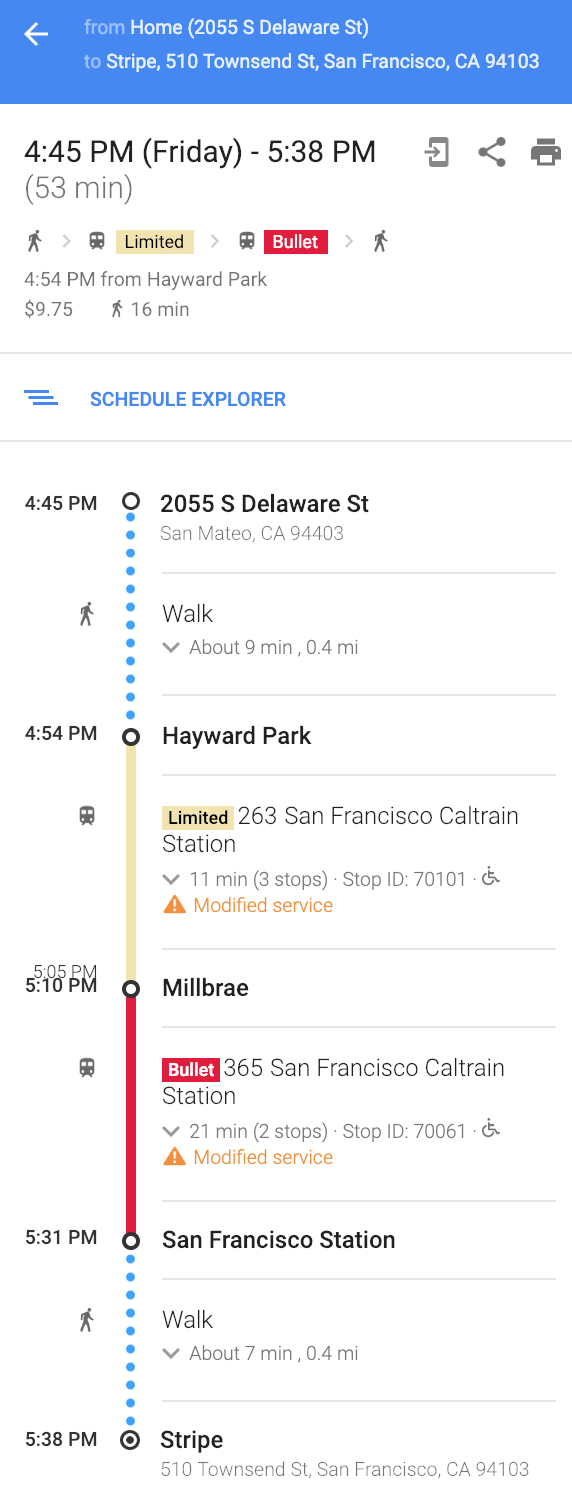 from Home (2055 S Delaware St)
to Stripe, 510 Townsend St, San Francisco, CA 94103
4:45 PM (Friday) - 5:38 PM
(53 min)
Limited
Bullet
4:54 PM from Hayward Park
$9.75 16 min
SCHEDULE EXPLORER
4:45 PM 2055 S Delaware St
San Mateo, CA 94403
Walk
About 9 min , 0.4 mi
4:54 PM Hayward Park
Limited 263 San Francisco Caltrain
Station
11 min (3 stops) · Stop ID: 70101 ·
Modified service
5:05 PM
5:10 PM Millbrae
Bullet 365 San Francisco Caltrain
Station
21 min (2 stops) · Stop ID: 70061 ·
Modified service
5:31 PM San Francisco Station
Walk
About 7 min , 0.4 mi
5:38 PM Stripe
510 Townsend St, San Francisco, CA 94103